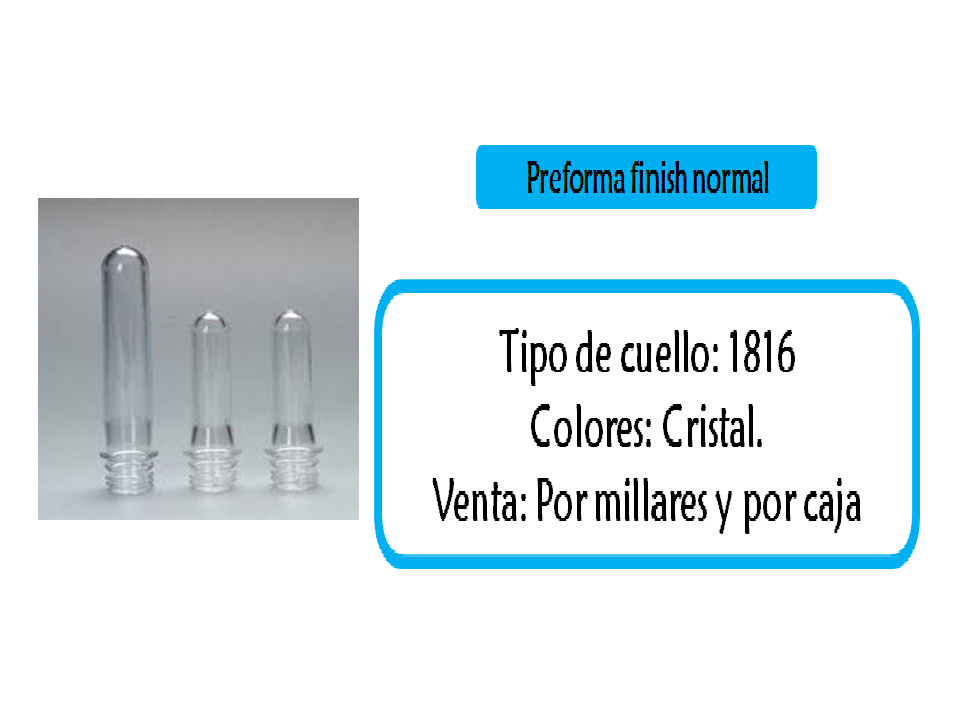 Preforma finish normal
Tipo de cuello: 1816
Colores: Cristal.
Venta: Por millares y por caja